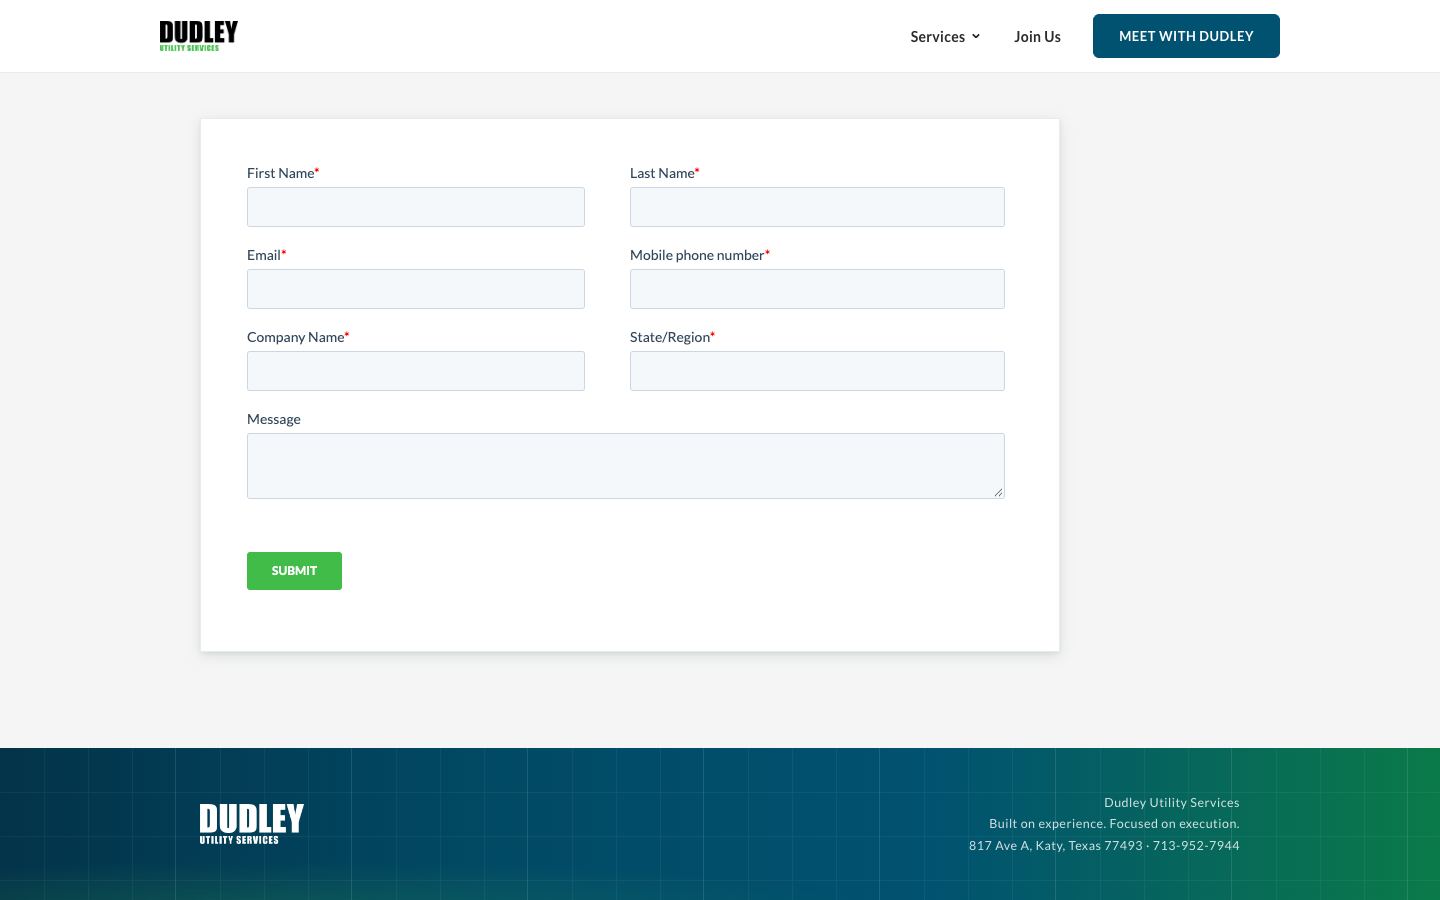 DUDLEY
UTILITY SERVICES
Services
Join Us
MEET WITH DUDLEY
First Name*
Last Name*
Email*
Mobile phone number*
Company Name*
State/Region*
Message
SUBMIT
DUDLEY
UTILITY SERVICES
Dudley Utility Services
Built on experience. Focused on execution.
817 Ave A, Katy, Texas 77493 · 713-952-7944